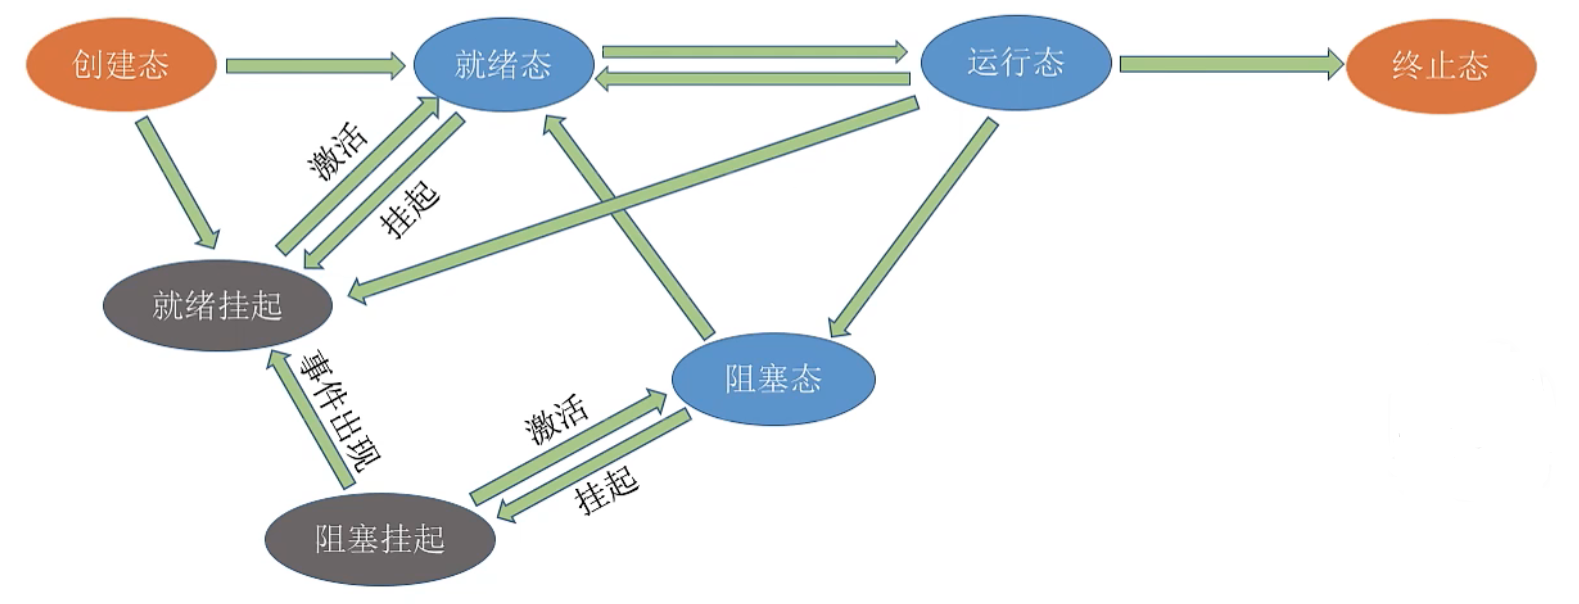 创建态
就绪态
运行态
终止态
激活
挂起
就绪挂起
事件出现
阻塞态
激活
挂起
阻塞挂起